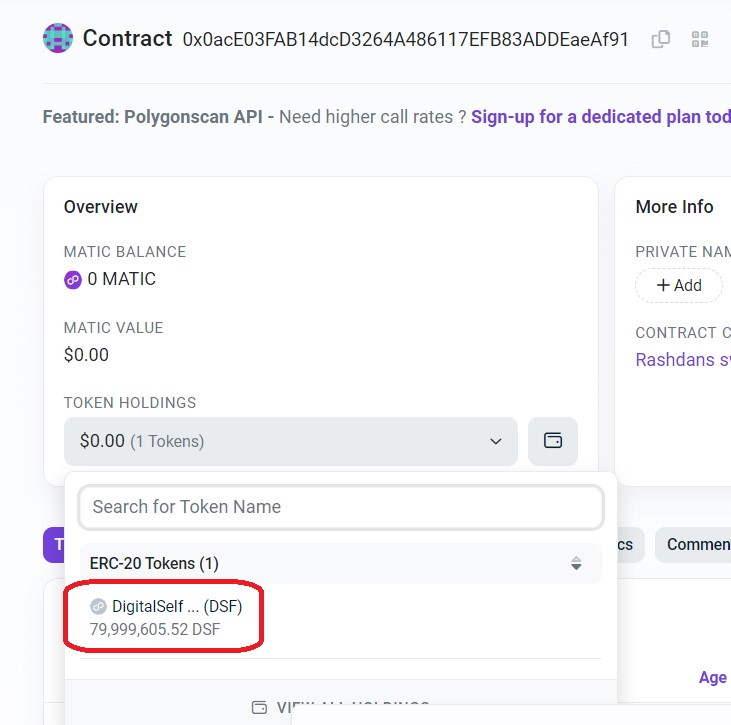 Contract 0x0acE03FAB14dcD3264A486117EFB83ADDEaeAf91
Featured: Polygonscan API - Need higher call rates ? Sign-up for a dedicated plan tod
Overview
MATIC BALANCE
0 MATIC
MATIC VALUE
$0.00
TOKEN HOLDINGS
$0.00 (1 Tokens)
Search for Token Name
ERC-20 Tokens (1)
DigitalSelf ... (DSF)
79,999,605.52 DSF
VIEW ALL HOLDINGS
More Info
PRIVATE NAM
+ Add
CONTRACT C
Rashdans sw
T
cs
Commen
Age